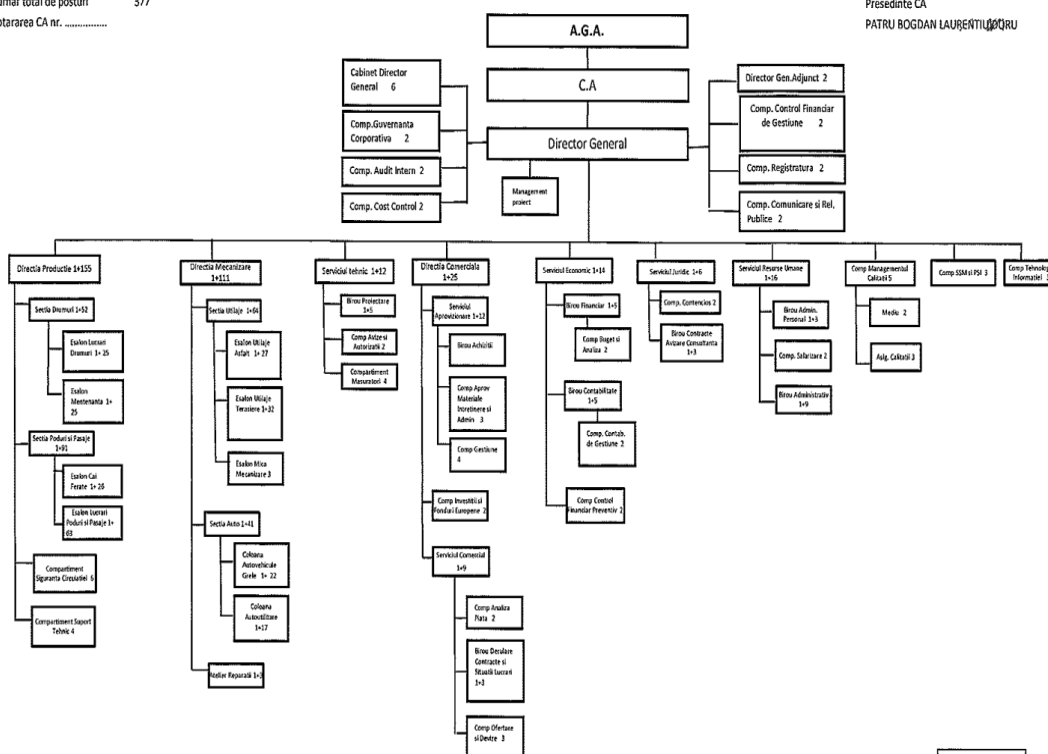 total de posturi 377
CA nr. ................
Presedinte CA
PATRU BOGDAN LAURENTIU
A.G.A.
C.A
Director General
Cabinet Director
General 6
Comp.Guvernanta
Corporativa 2
Comp. Audit Intern 2
Comp. Cost Control 2
Management
proiect
Director Gen.Adjunct 2
Comp. Control Financiar
de Gestiune 2
Comp. Registratura 2
Comp. Comunicare si Rel,
Publice 2
Directia Productie 1+155
Sectia Drumuri 1+52
Esalon Lucrari
Drumuri 1+ 25
Esalon
Mentenanta 1+
25
Sectia Poduri si Pasaje
1+91
Esalon Cai
Ferate 1+ 26
Esalon Lucrari
Poduri si Pasaje 1+
63
Compartiment
Siguranta Circulatiei 6
Compartiment Suport
Tehnic 4
Directia Mecanizare
1+111
Sectia Utilaje 1+64
Esalon Utilaje
Asfalt 1+ 27
Esalon Utilaje
Terasiere 1+32
Esalon Mica
Mecanizare 3
Sectia Auto 1+41
Coloana
Autovehicule
Grele 1+ 22
Coloana
Autoutilitare
1+17
Atelier Reparatii 1+3
Serviciul tehnic 1+12
Birou Proiectare
1+5
Comp Avize si
Autorizatii 2
Compartiment
Masuratori 4
Directia Comerciala
1+25
Serviciul
Aprovizionare 1+12
Birou Achizitii
Comp Aprov
Materiale
Intretinere si
Admin 3
Comp Gestiune
4
Comp Investitii si
Fonduri Europene 2
Serviciul Comercial
1+9
Comp Analiza
Piata 2
Birou Derulare
Contracte si
Situatii Lucrari
1+3
Comp Ofertare
si Devize 3
Serviciul Economic 1+14
Birou Financiar 1+5
Comp Buget si
Analiza 2
Birou Contabilitate
1+5
Comp. Contab.
de Gestiune 2
Comp Control
Financiar Preventiv 2
Serviciul Juridic 1+6
Comp. Contencios 2
Birou Contracte
Avizare Consultanta
1+3
Serviciul Resurse Umane
1+16
Birou Admin.
Personal 1+3
Comp. Salarizare 2
Birou Administrativ
1+9
Comp Managementul
Calitatii 5
Mediu 2
Asig. Calitatii 3
Comp SSM si PSI 3
Comp Tehnolog
Informatiei